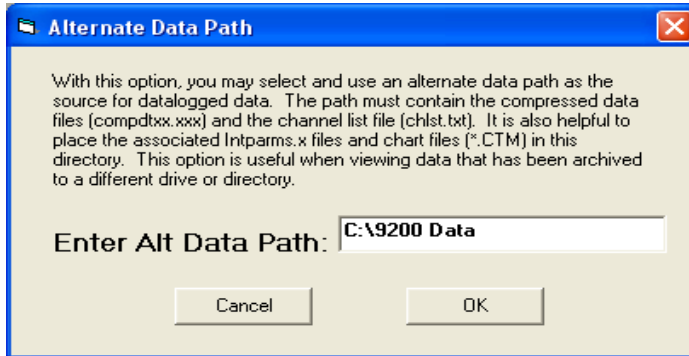 Alternate Data Path
With this option, you may select and use an alternate data path as the
source for datalogged data. The path must contain the compressed data
files (compdtxx.xxx) and the channel list file (chlst.txt). It is also helpful to
place the associated Intparms.x files and chart files (*.CTM) in this
directory. This option is useful when viewing data that has been archived
to a different drive or directory.
Enter Alt Data Path: C:\9200 Data
Cancel OK